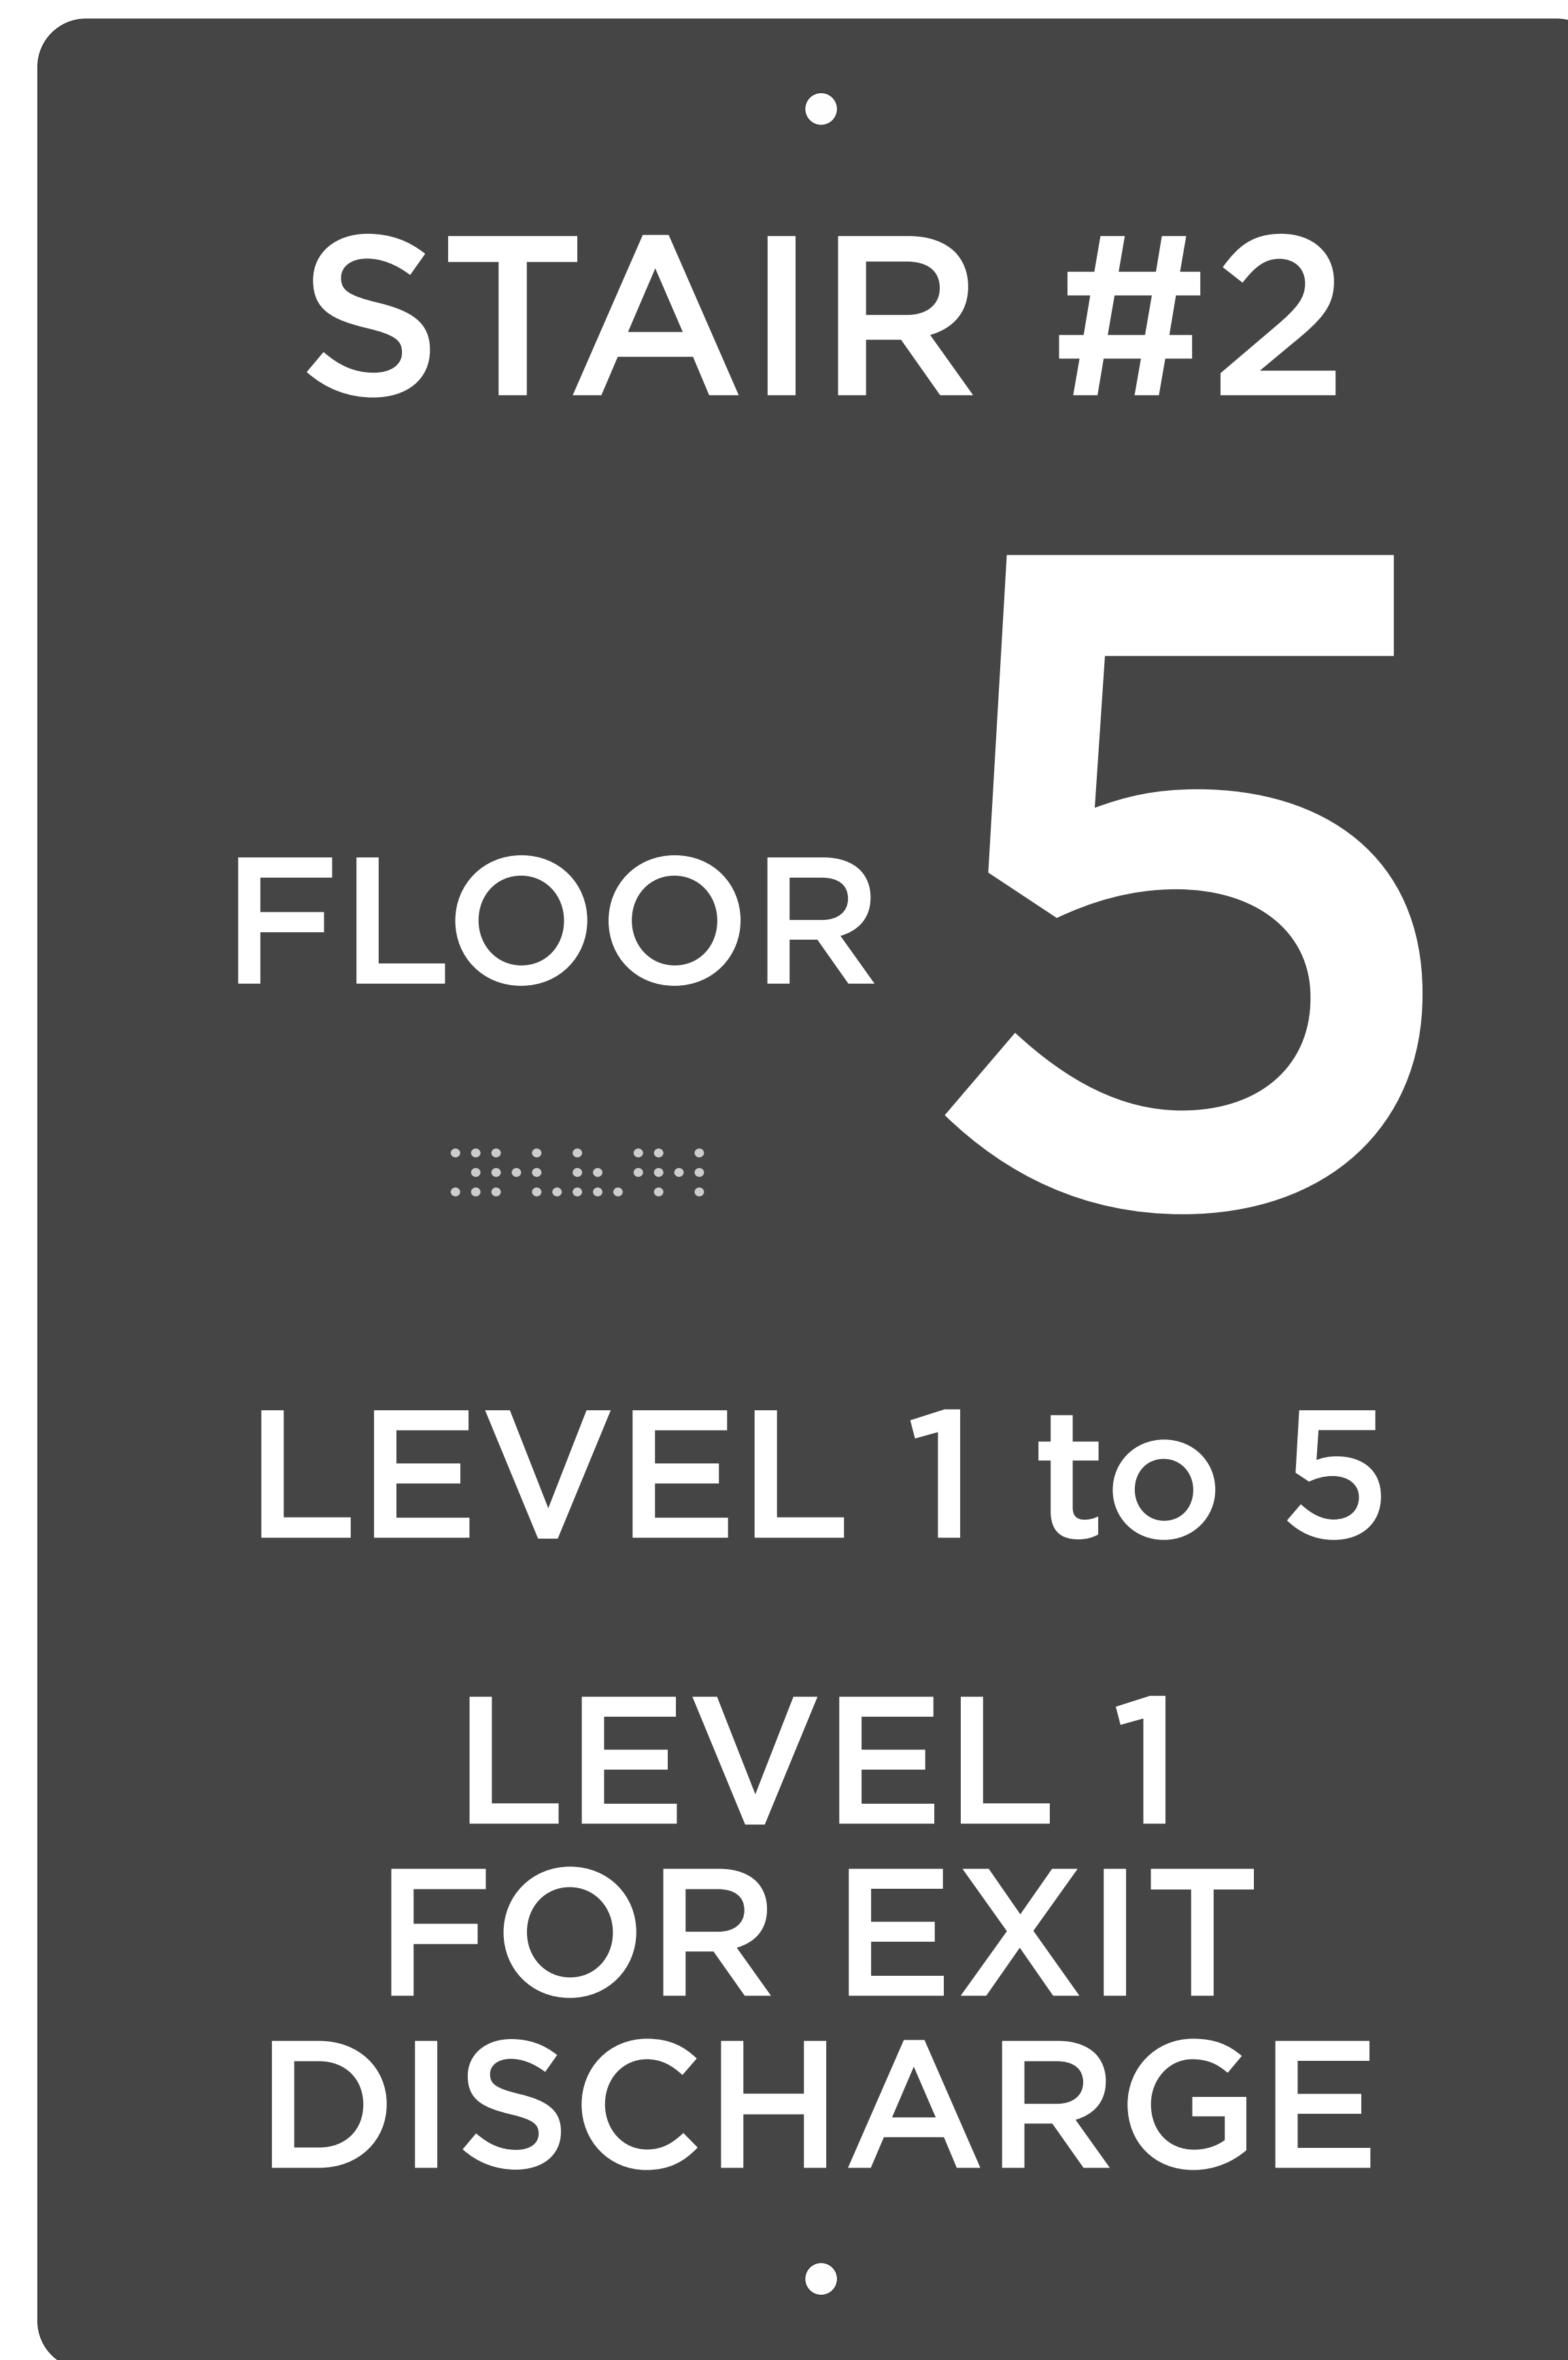 STAIR #2
FLOOR 5
LEVEL 1 to 5
LEVEL 1
FOR EXIT
DISCHARGE